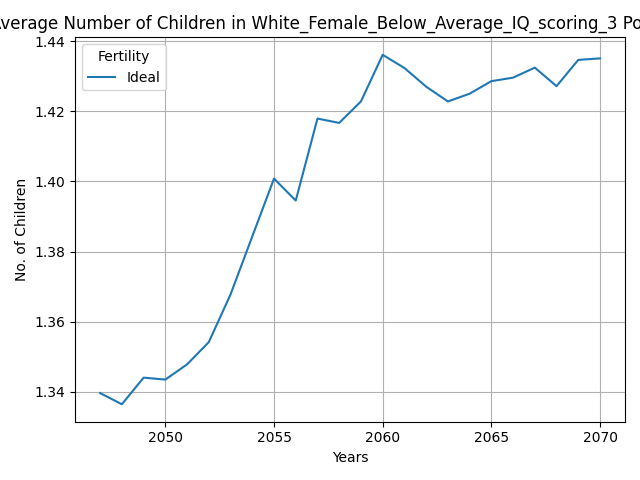 Average Number of Children in White_Female_Below_Average_IQ_scoring_3 Po
1.44
Fertility
Ideal
1.42
1.40
1.38
1.36
1.34
No. of Children
2050 2055 2060 2065 2070
Years